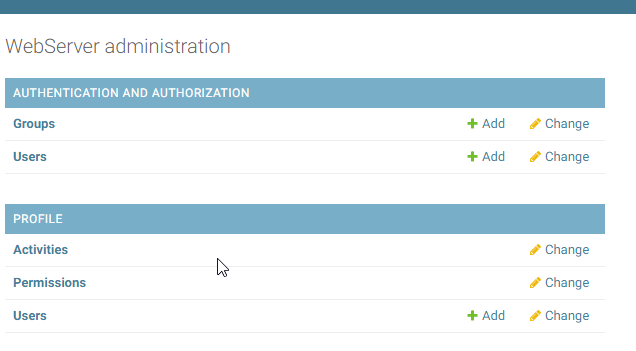 WebServer administration
AUTHENTICATION AND AUTHORIZATION
Groups Add Change
Users Add Change
PROFILE
Activities Change
Permissions Change
Users Add Change